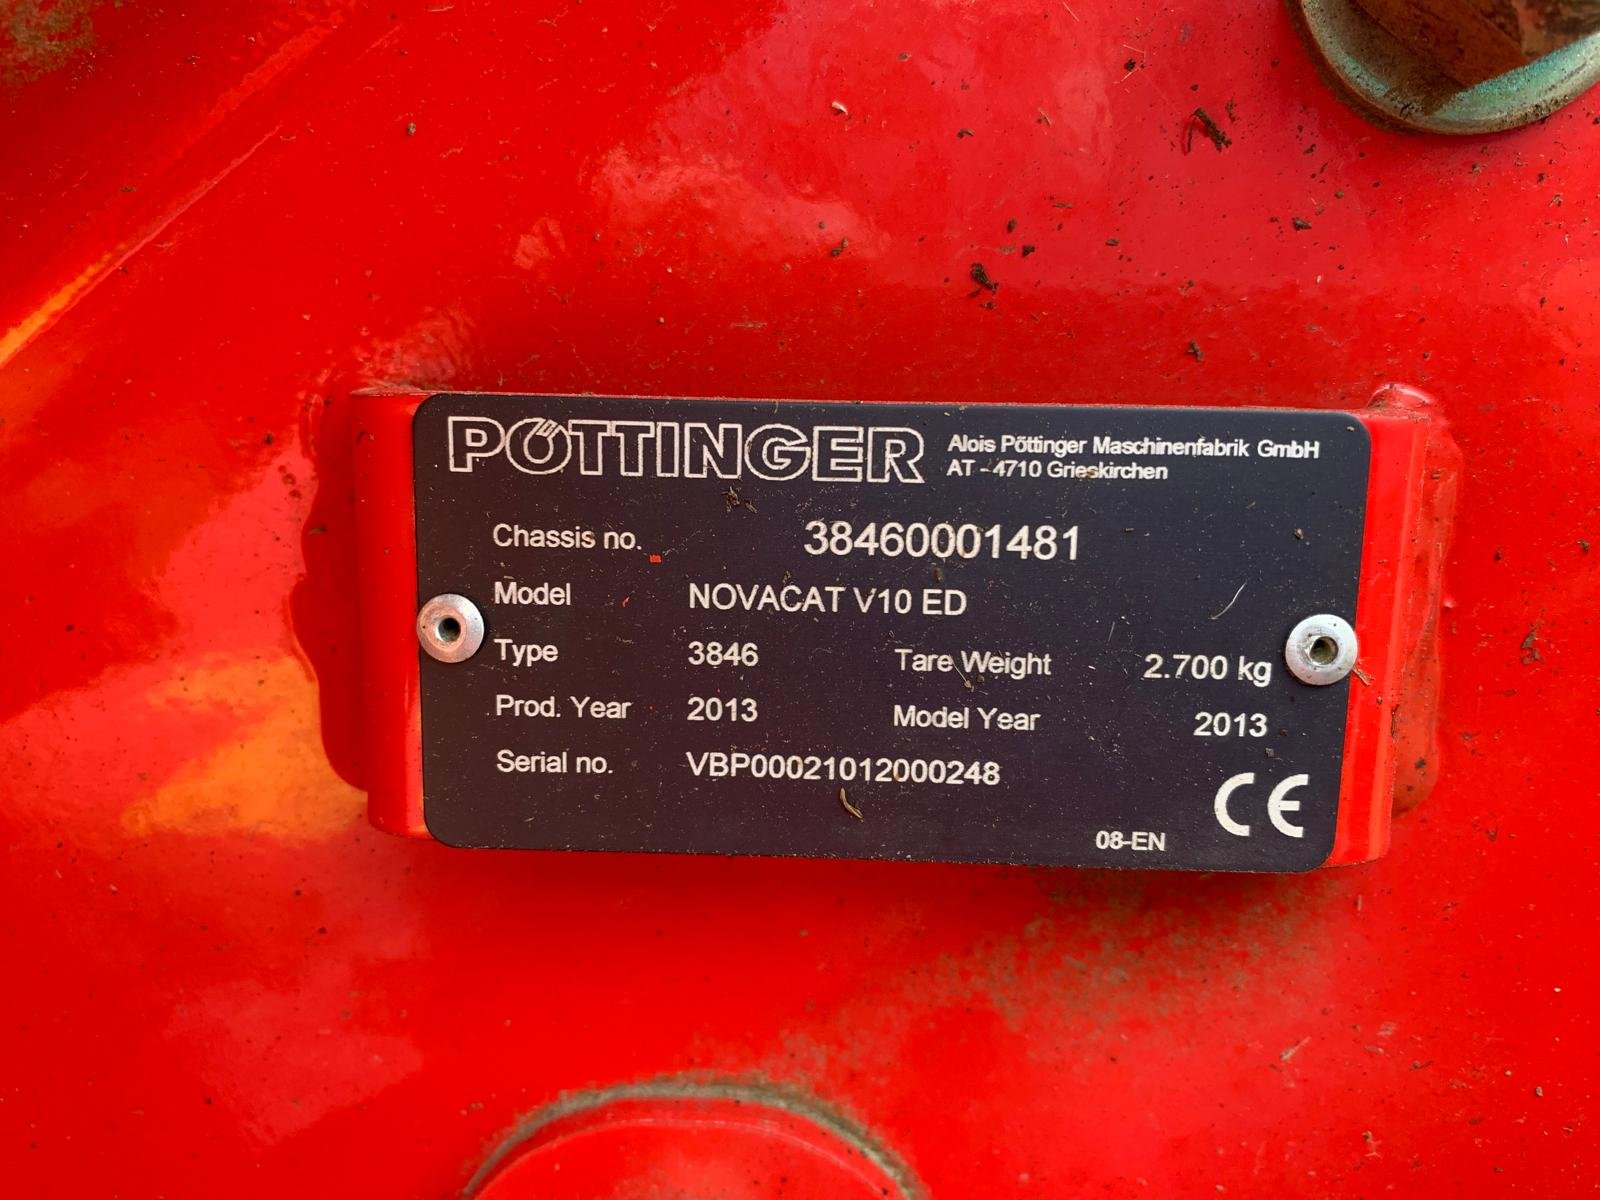 PÖTTINGER Alois Pöttinger Maschinenfabrik GmbH
AT - 4710 Grieskirchen
Chassis no. 38460001481
Model NOVACAT V10 ED
Type 3846 Tare Weight 2.700 kg
Prod. Year 2013 Model Year 2013
Serial no. VBP00021012000248
08-EN CE